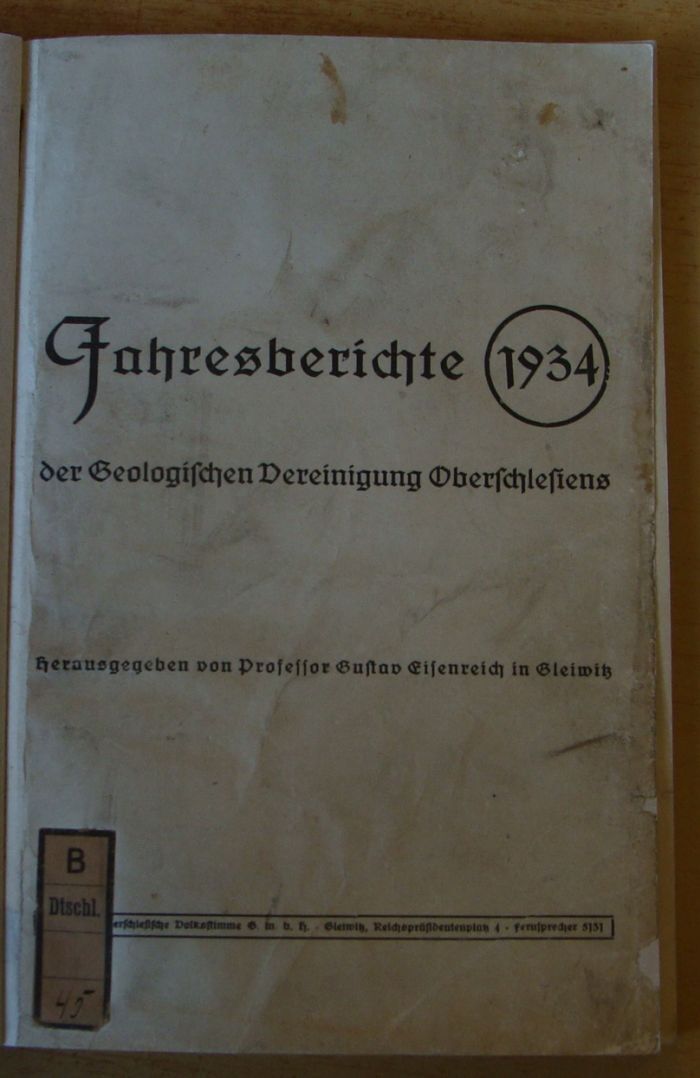 Jahresberichte 1934
der Geologischen Vereinigung Oberschlesiens
Herausgegeben von Professor Gustav Eisenreich in Gleiwitz
B
Dtschl.
45
erschlesische Volksstimme G. m. b. H. · Gleiwitz, Reichspräsidentenplatz 4 · Fernsprecher 5151